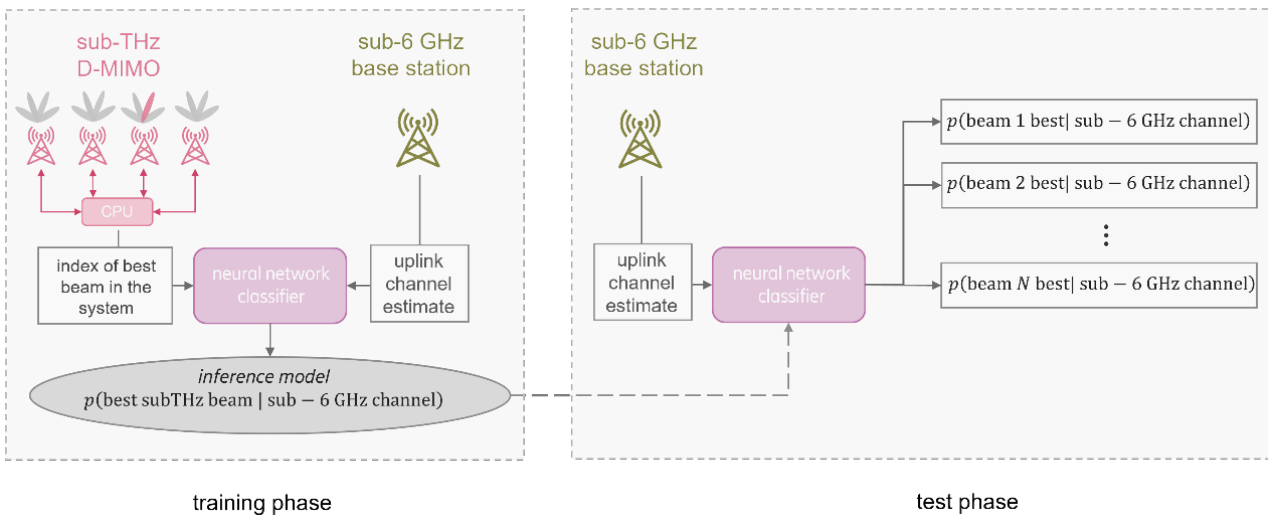 sub-THz
D-MIMO
sub-6 GHz
base station
CPU
index of best
beam in the
system
neural network
classifier
uplink
channel
estimate
inference model
p(best subTHz beam | sub − 6 GHz channel)
training phase
sub-6 GHz
base station
uplink
channel
estimate
neural network
classifier
p(beam 1 best| sub − 6 GHz channel)
p(beam 2 best| sub − 6 GHz channel)
⋮
p(beam N best| sub − 6 GHz channel)
test phase